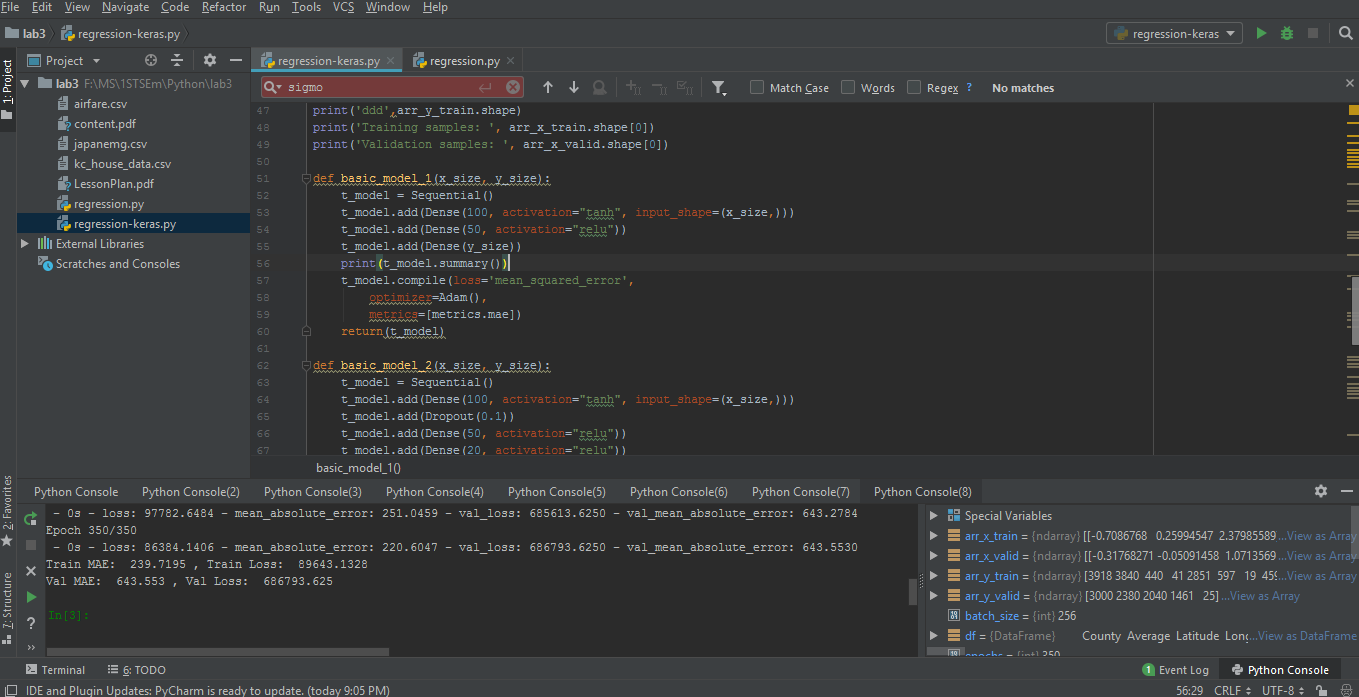 File Edit View Navigate Code Refactor Run Tools VCS Window Help
lab3 regression-keras.py
regression-keras
1: Project
Project
regression-keras.py
regression.py
lab3 F:\MS\1STSEm\Python\lab3
airfare.csv
content.pdf
japanemg.csv
kc_house_data.csv
LessonPlan.pdf
regression.py
regression-keras.py
External Libraries
Scratches and Consoles
sigmo
Match Case Words Regex ? No matches
47 print('ddd',arr_y_train.shape)
48 print('Training samples: ', arr_x_train.shape[0])
49 print('Validation samples: ', arr_x_valid.shape[0])
50
51 def basic_model_1(x_size, y_size):
52 t_model = Sequential()
53 t_model.add(Dense(100, activation="tanh", input_shape=(x_size,)))
54 t_model.add(Dense(50, activation="relu"))
55 t_model.add(Dense(y_size))
56 print(t_model.summary())
57 t_model.compile(loss='mean_squared_error',
58 optimizer=Adam(),
59 metrics=[metrics.mae])
60 return(t_model)
61
62 def basic_model_2(x_size, y_size):
63 t_model = Sequential()
64 t_model.add(Dense(100, activation="tanh", input_shape=(x_size,)))
65 t_model.add(Dropout(0.1))
66 t_model.add(Dense(50, activation="relu"))
67 t_model.add(Dense(20, activation="relu"))
basic_model_1()
2: Favorites
7: Structure
Python Console Python Console(2) Python Console(3) Python Console(4) Python Console(5) Python Console(6) Python Console(7) Python Console(8)
- 0s - loss: 97782.6484 - mean_absolute_error: 251.0459 - val_loss: 685613.6250 - val_mean_absolute_error: 643.2784
Epoch 350/350
- 0s - loss: 86384.1406 - mean_absolute_error: 220.6047 - val_loss: 686793.6250 - val_mean_absolute_error: 643.5530
Train MAE: 239.7195 , Train Loss: 89643.1328
Val MAE: 643.553 , Val Loss: 686793.625
In[3]:
Special Variables
arr_x_train = {ndarray} [[-0.7086768 0.25994547 2.37985589 ...View as Array
arr_x_valid = {ndarray} [[-0.31768271 -0.05091458 1.0713569 ...View as Array
arr_y_train = {ndarray} [3918 3840 440 41 2851 597 19 459 ...View as Array
arr_y_valid = {ndarray} [3000 2380 2040 1461 25] ...View as Array
batch_size = {int} 256
df = {DataFrame} County Average Latitude Long ...View as DataFrame
epochs = {int} 350
Terminal 6: TODO
1 Event Log Python Console
IDE and Plugin Updates: PyCharm is ready to update. (today 9:05 PM)
56:29 CRLF UTF-8